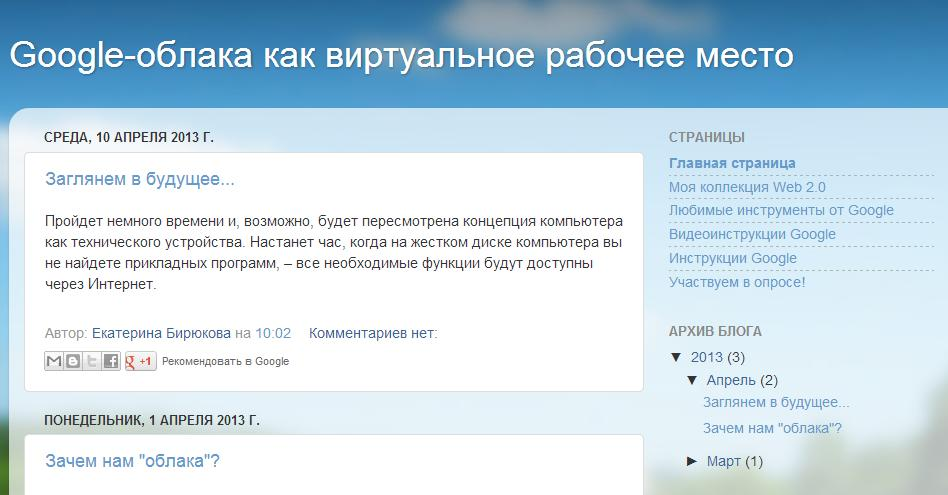 Google-облака как виртуальное рабочее место
СРЕДА, 10 АПРЕЛЯ 2013 Г.
Заглянем в будущее...
Пройдет немного времени и, возможно, будет пересмотрена концепция компьютера
как технического устройства. Настанет час, когда на жестком диске компьютера вы
не найдете прикладных программ, – все необходимые функции будут доступны
через Интернет.
Автор: Екатерина Бирюкова на 10:02 Комментариев нет:
+1 Рекомендовать в Google
ПОНЕДЕЛЬНИК, 1 АПРЕЛЯ 2013 Г.
Зачем нам "облака"?
СТРАНИЦЫ
Главная страница
Моя коллекция Web 2.0
Любимые инструменты от Google
Видеоинструкции Google
Инструкции Google
Участвуем в опросе!
АРХИВ БЛОГА
▼ 2013 (3)
▼ Апрель (2)
Заглянем в будущее...
Зачем нам "облака"?
► Март (1)